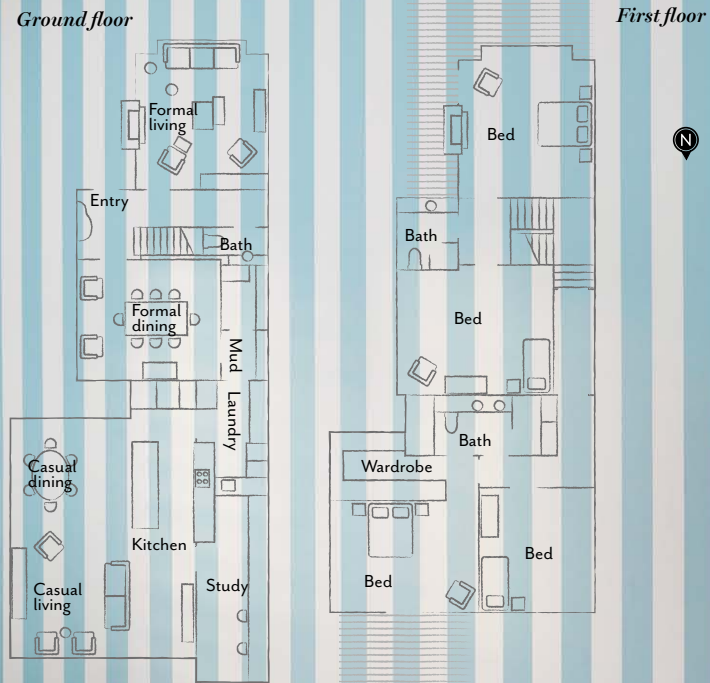 Ground floor
First floor
Formal
living
Entry
Bath
Formal
dining
Mud
Laundry
Casual
dining
Kitchen
Casual
living
Study
Bed
N
Bath
Bed
Bath
Wardrobe
Bed
Bed